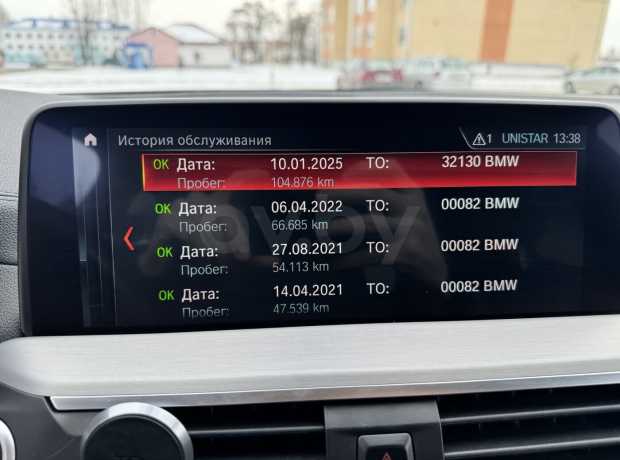 История обслуживания
1 UNISTAR 13:38
OK Дата: 10.01.2025 ТО: 32130 BMW
Пробег: 104.876 km
OK Дата: 06.04.2022 ТО: 00082 BMW
Пробег: 66.685 km
OK Дата: 27.08.2021 ТО: 00082 BMW
Пробег: 54.113 km
OK Дата: 14.04.2021 ТО: 00082 BMW
Пробег: 47.539 km